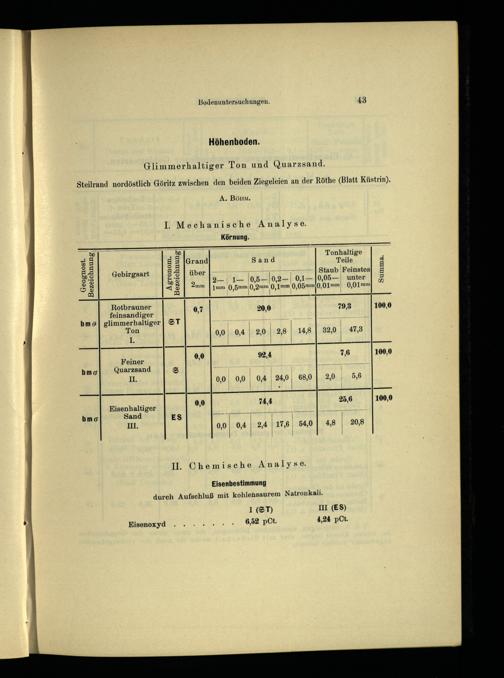 Bodenuntersuchungen. 43
Höhenboden.
Glimmerhaltiger Ton und Quarzsand.
Steilrand nordöstlich Göritz zwischen den beiden Ziegeleien an der Röthe (Blatt Küstrin).
A. Böhm.
I. Mechanische Analyse.
Körnung.
Geognost. Bezeichnung
Gebirgsart
Agronom. Bezeichnung
Grand über 2mm
Sand
2— 1mm
1— 0,5mm
0,5— 0,2mm
0,2— 0,1mm
0,1— 0,05mm
Tonhaltige Teile
Staub 0,05— 0,01mm
Feinstes unter 0,01mm
Summa.
bmσ
Rotbrauner
feinsandiger
glimmerhaltiger
Ton
I.
ꞨT
0,7 20,0 79,3 100,0
0,0 0,4 2,0 2,8 14,8 32,0 47,3
bmσ
Feiner
Quarzsand
II.
Ꞩ
0,0 92,4 7,6 100,0
0,0 0,0 0,4 24,0 68,0 2,0 5,6
bmσ
Eisenhaltiger
Sand
III.
ES
0,0 74,4 25,6 100,0
0,0 0,4 2,4 17,6 54,0 4,8 20,8
II. Chemische Analyse.
Eisenbestimmung
durch Aufschluß mit kohlensaurem Natronkali.
I (ꞨT) III (ES)
Eisenoxyd . . . . . . . 6,52 pCt. 4,24 pCt.